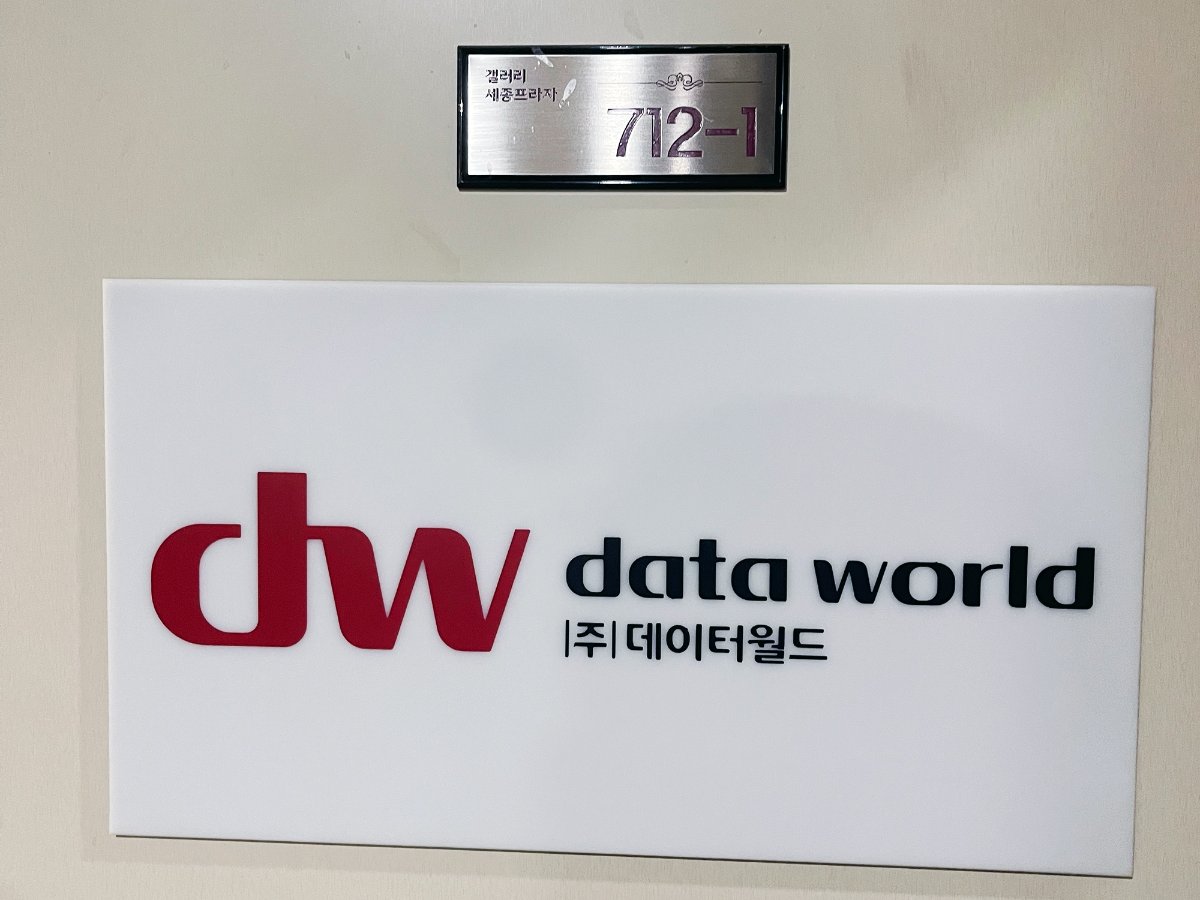 갤러리
세종프라자
712-1
dw
data world
|주| 데이터월드